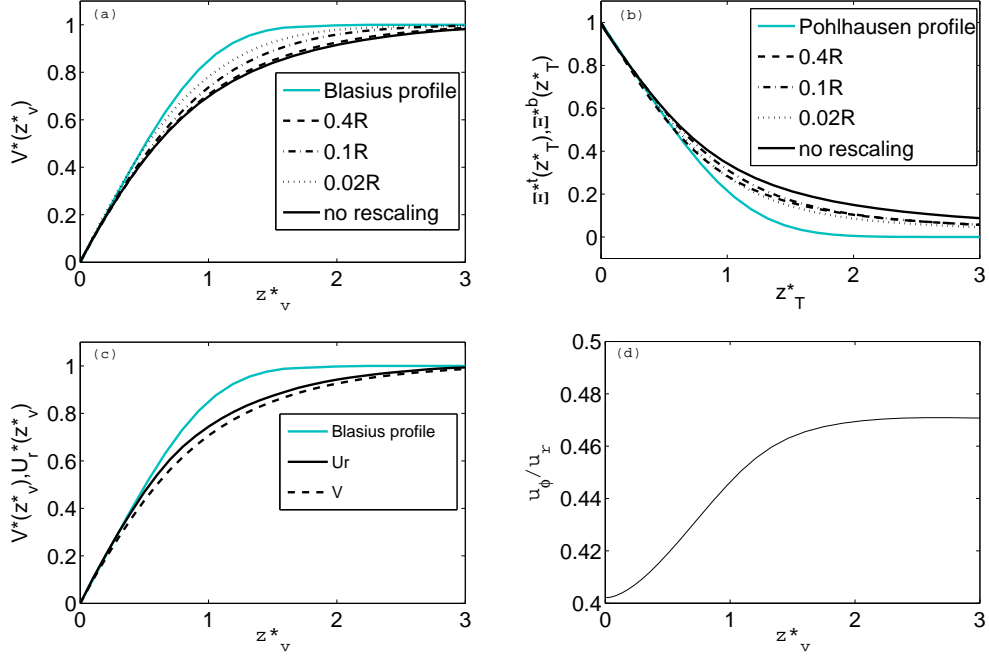 (a)
1
0.8
0.6
0.4
0.2
0
V*(z*v)
Blasius profile
0.4R
0.1R
0.02R
no rescaling
0 1 2 3
z*v
(b)
1
0.8
0.6
0.4
0.2
0
Ξ*t(z*T),Ξ*b(z*T)
Pohlhausen profile
0.4R
0.1R
0.02R
no rescaling
0 1 2 3
z*T
(c)
1
0.8
0.6
0.4
0.2
0
V*(z*v),Ur*(z*v)
Blasius profile
Ur
V
0 1 2 3
z*v
(d)
0.5
0.48
0.46
0.44
0.42
0.4
uϕ/ur
0 1 2 3
z*v